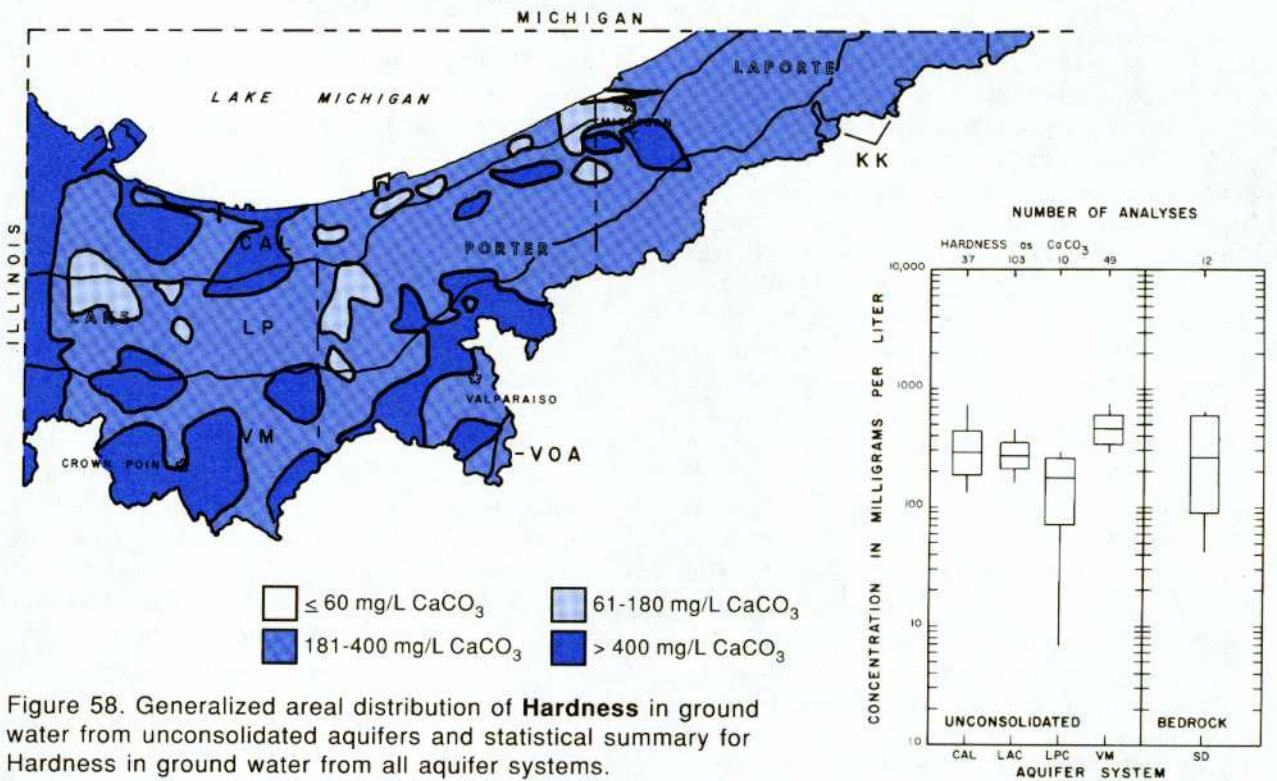 MICHIGAN
LAKE MICHIGAN
LAPORTE
MICHIGAN
KK
ILLINOIS
CAL
PORTER
LAKE
LP
VALPARAISO
VM
CROWN POINT
-VOA
≤ 60 mg/L CaCO3
61-180 mg/L CaCO3
181-400 mg/L CaCO3
> 400 mg/L CaCO3
Figure 58. Generalized areal distribution of Hardness in ground
water from unconsolidated aquifers and statistical summary for
Hardness in ground water from all aquifer systems.
NUMBER OF ANALYSES
HARDNESS as CaCO3
37 103 10 49 12
CONCENTRATION IN MILLIGRAMS PER LITER
10,000
1000
100
10
1.0
UNCONSOLIDATED BEDROCK
CAL LAC LPC VM SD
AQUIFER SYSTEM